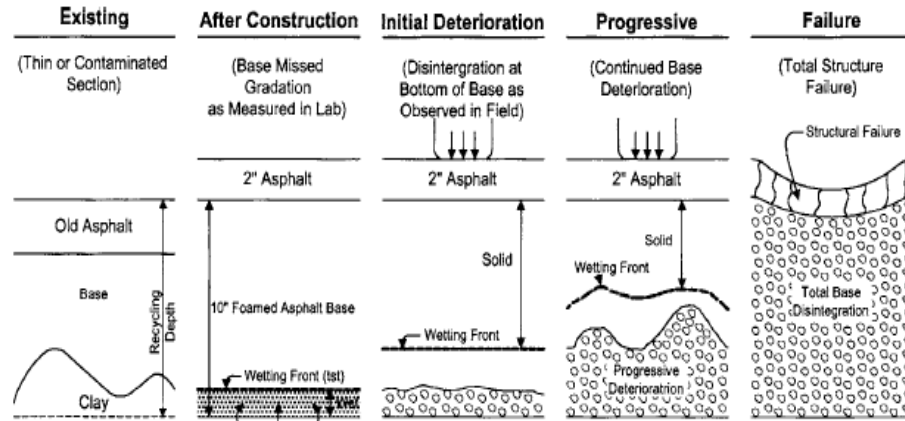 Existing
(Thin or Contaminated
Section)
Old Asphalt
Base
Recycling
Depth
Clay
After Construction
(Base Missed
Gradation
as Measured in Lab)
2" Asphalt
10" Foamed Asphalt Base
Wetting Front (tst)
Initial Deterioration
(Disintergration at
Bottom of Base as
Observed in Field)
2" Asphalt
Solid
Wetting Front
Progressive
(Continued Base
Deterioration)
2" Asphalt
Solid
Wetting Front
Progressive
Deterioratrion
Failure
(Total Structure
Failure)
Structural Failure
Total Base
Disintegration